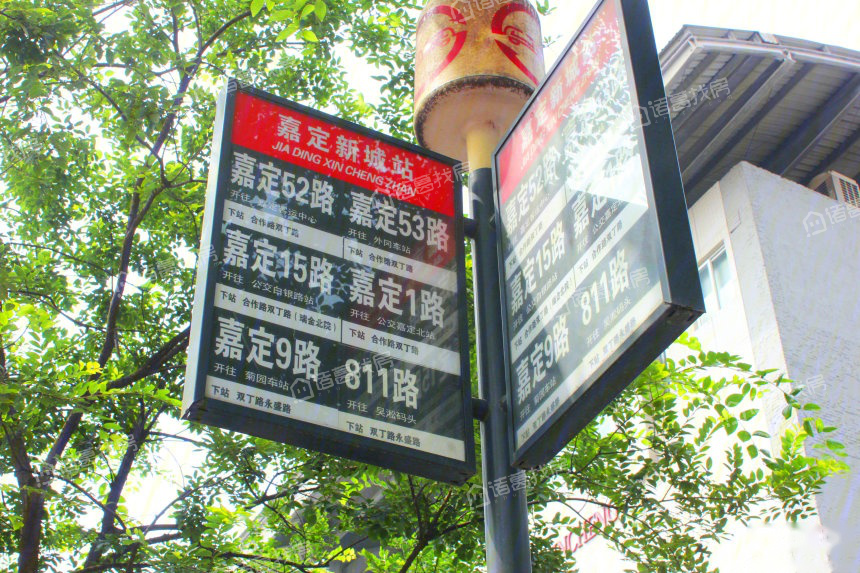 嘉定新城站
JIA DING XIN CHENG ZHAN
嘉定52路
下站 合作路双丁路
嘉定53路
开往 外冈车站
下站 合作路双丁路
嘉定15路
开往 公交白银路站
下站 合作路双丁路(瑞金北院)
嘉定1路
开往 公交嘉定北站
下站 合作路双丁路
嘉定9路
开往 菊园车站
下站 双丁路永盛路
811路
开往 吴淞码头
下站 双丁路永盛路
嘉定52路
嘉定15路
嘉定9路
811路
诸葛找房